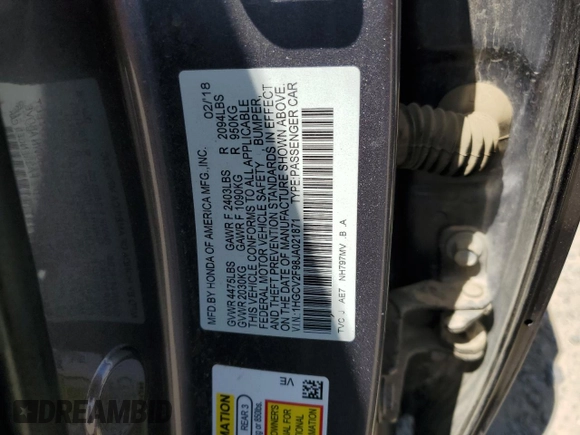 MFD BY HONDA OF AMERICA MFG., INC. 02/18
GVWR 4475LBS GAWR F 2403LBS R 2094LBS
GVWR 2030KG GAWR F 1090KG R 950KG
THIS VEHICLE CONFORMS TO ALL APPLICABLE
FEDERAL MOTOR VEHICLE SAFETY BUMPER,
AND THEFT PREVENTION STANDARDS IN EFFECT
ON THE DATE OF MANUFACTURE SHOWN ABOVE.
V.I.N.:1HGCV2F98JA021871 TYPE:PASSENGER CAR
TVC J AE7 NH797MV B A
VE
REAR 3
DREAMBID